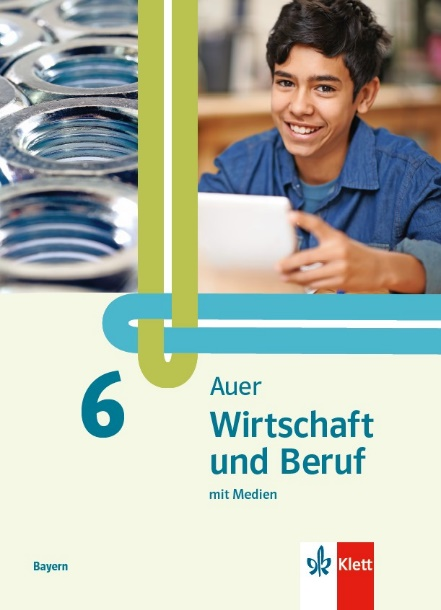 6
Auer
Wirtschaft
und Beruf
mit Medien
Bayern
Klett